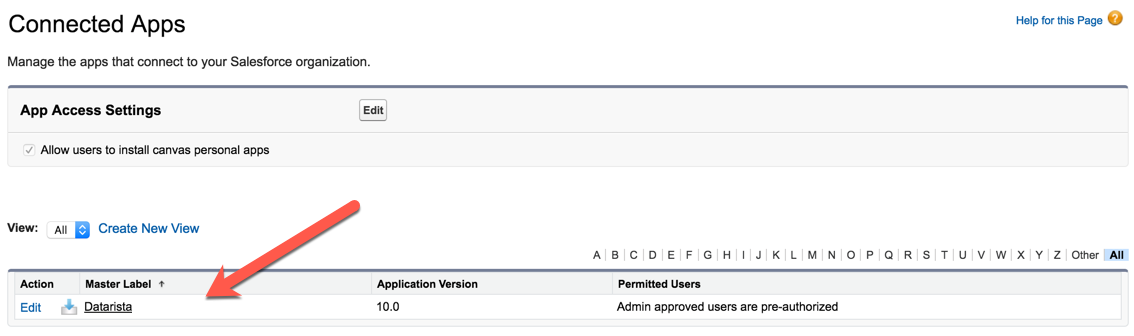 Connected Apps
Help for this Page ?
Manage the apps that connect to your Salesforce organization.
App Access Settings Edit
Allow users to install canvas personal apps
View: All Create New View
A | B | C | D | E | F | G | H | I | J | K | L | M | N | O | P | Q | R | S | T | U | V | W | X | Y | Z | Other | All
Action Master Label ↑ Application Version Permitted Users
Edit Datarista 10.0 Admin approved users are pre-authorized